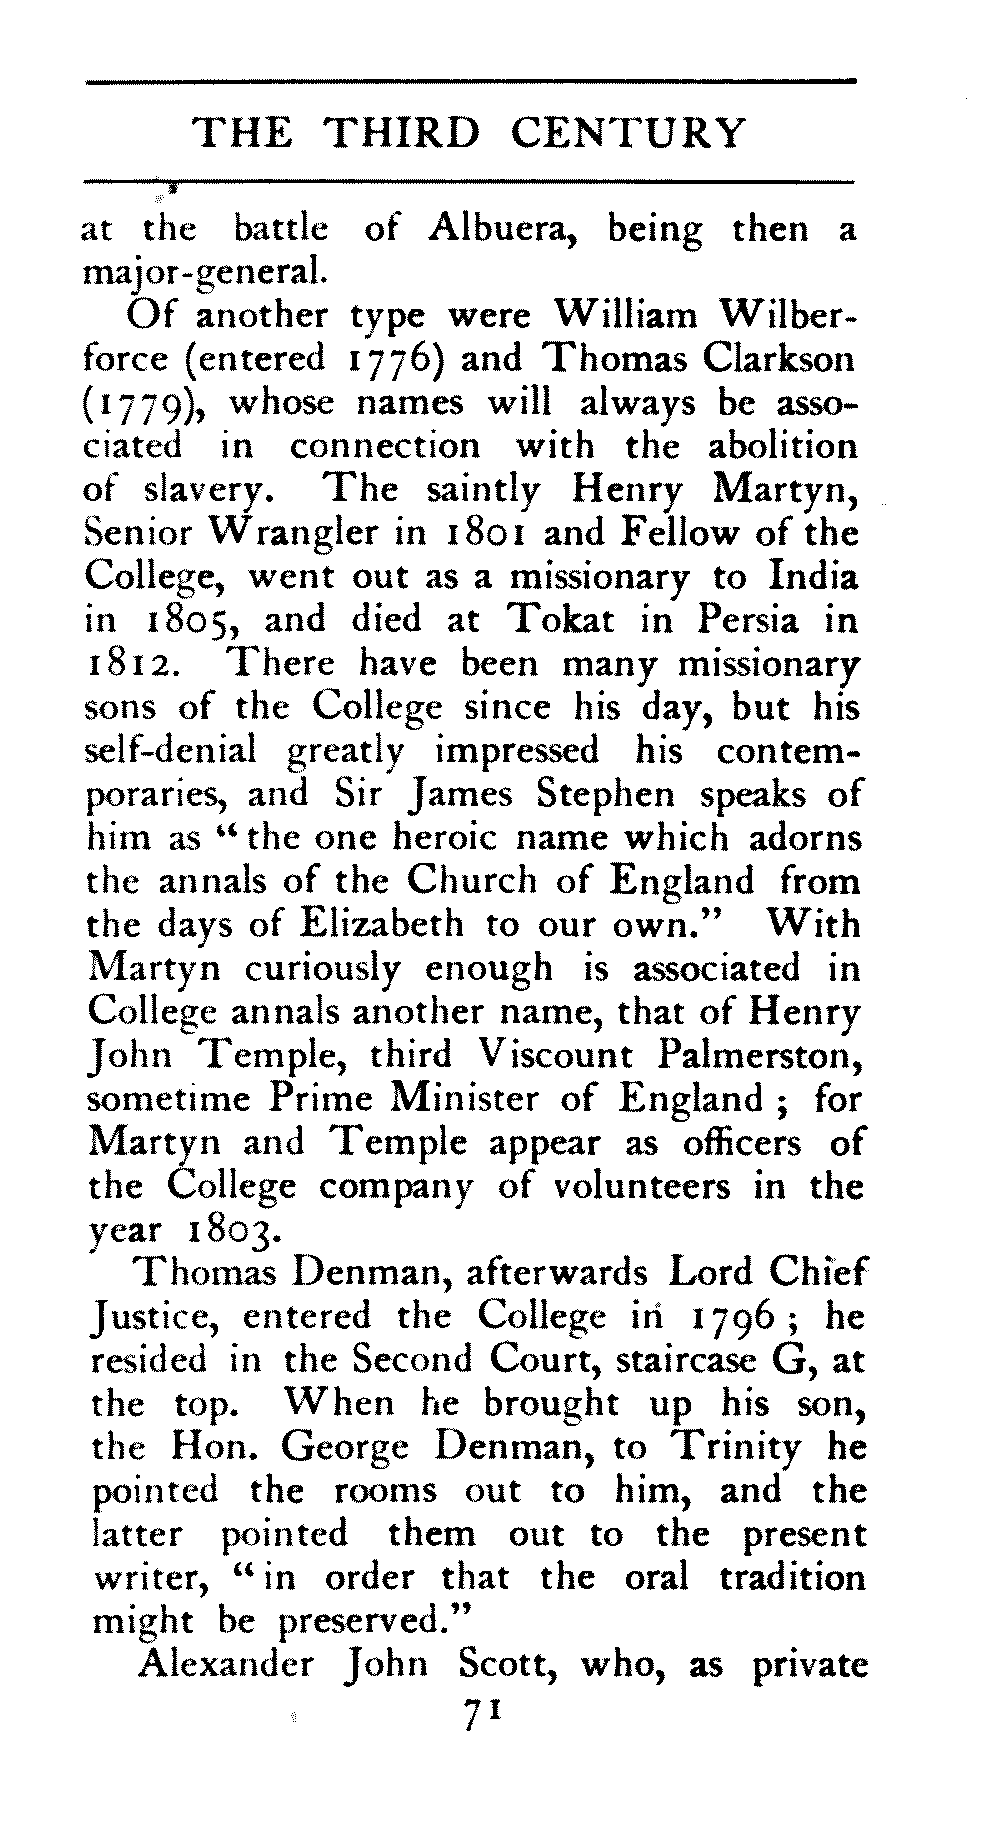 THE THIRD CENTURY
at the battle of Albuera, being then a
major-general.
Of another type were William Wilber-
force (entered 1776) and Thomas Clarkson
(1779), whose names will always be asso-
ciated in connection with the abolition
of slavery. The saintly Henry Martyn,
Senior Wrangler in 1801 and Fellow of the
College, went out as a missionary to India
in 1805, and died at Tokat in Persia in
1812. There have been many missionary
sons of the College since his day, but his
self-denial greatly impressed his contem-
poraries, and Sir James Stephen speaks of
him as “the one heroic name which adorns
the annals of the Church of England from
the days of Elizabeth to our own.” With
Martyn curiously enough is associated in
College annals another name, that of Henry
John Temple, third Viscount Palmerston,
sometime Prime Minister of England ; for
Martyn and Temple appear as officers of
the College company of volunteers in the
year 1803.
Thomas Denman, afterwards Lord Chief
Justice, entered the College in 1796 ; he
resided in the Second Court, staircase G, at
the top. When he brought up his son,
the Hon. George Denman, to Trinity he
pointed the rooms out to him, and the
latter pointed them out to the present
writer, “in order that the oral tradition
might be preserved.”
Alexander John Scott, who, as private
71